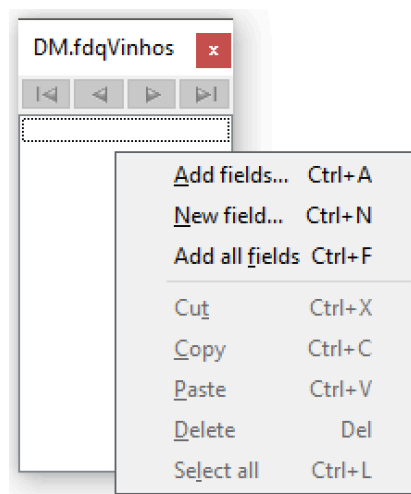 DM.fdqVinhos x
Add fields... Ctrl+A
New field... Ctrl+N
Add all fields Ctrl+F
Cut Ctrl+X
Copy Ctrl+C
Paste Ctrl+V
Delete Del
Select all Ctrl+L